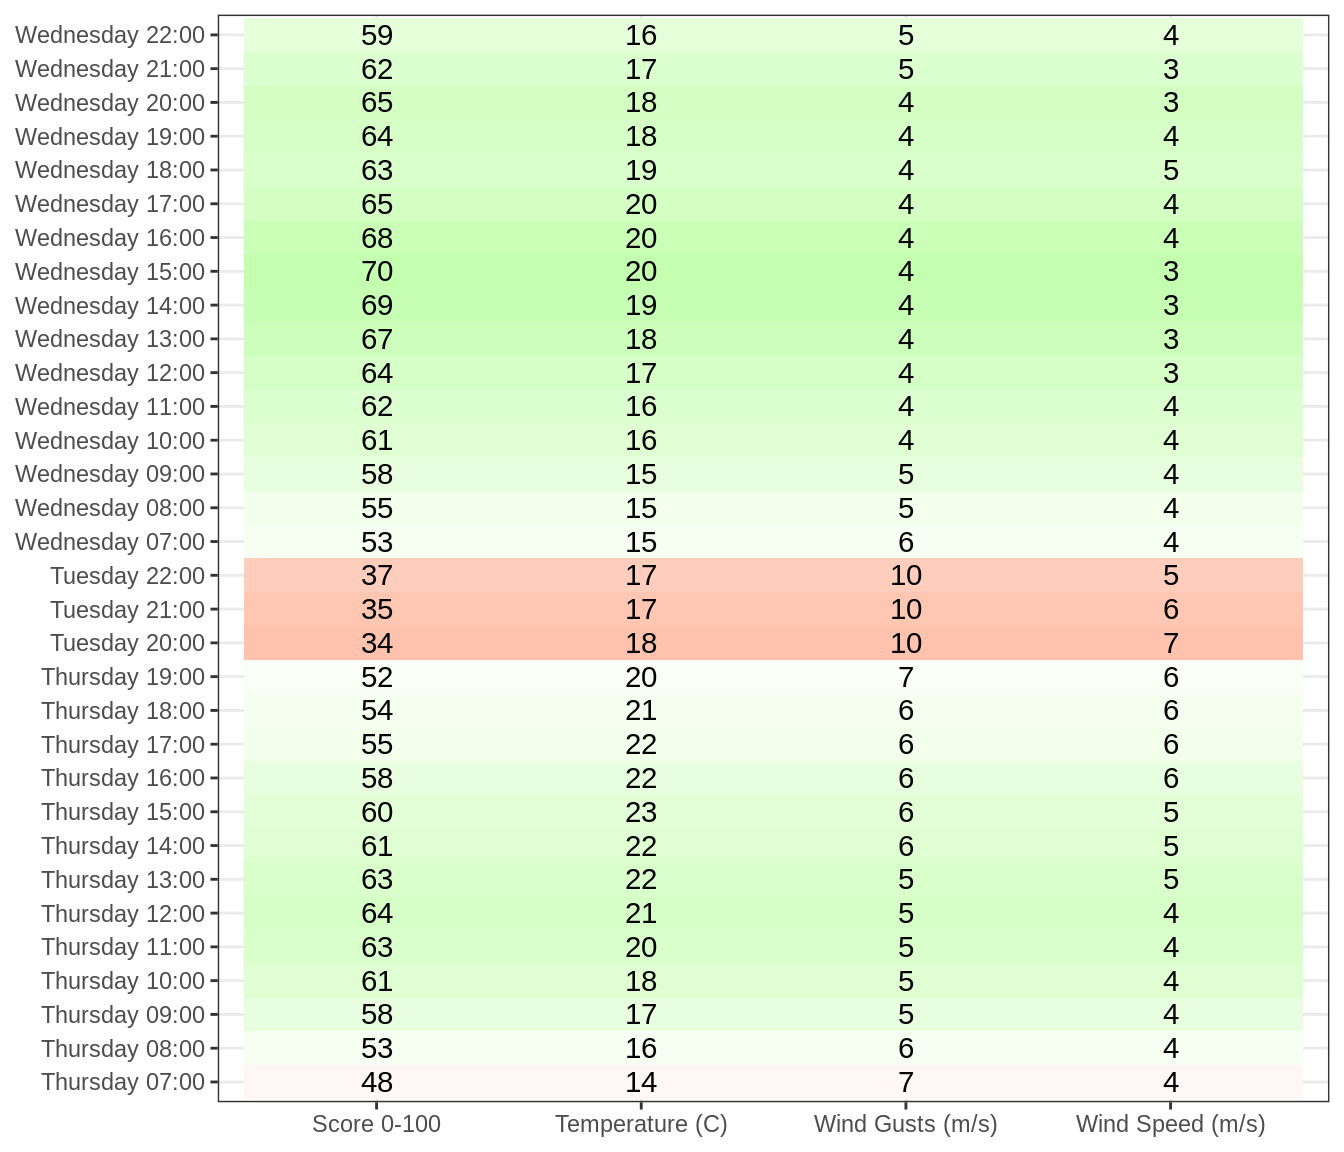 Wednesday 22:00 59 16 5 4
Wednesday 21:00 62 17 5 3
Wednesday 20:00 65 18 4 3
Wednesday 19:00 64 18 4 4
Wednesday 18:00 63 19 4 5
Wednesday 17:00 65 20 4 4
Wednesday 16:00 68 20 4 4
Wednesday 15:00 70 20 4 3
Wednesday 14:00 69 19 4 3
Wednesday 13:00 67 18 4 3
Wednesday 12:00 64 17 4 3
Wednesday 11:00 62 16 4 4
Wednesday 10:00 61 16 4 4
Wednesday 09:00 58 15 5 4
Wednesday 08:00 55 15 5 4
Wednesday 07:00 53 15 6 4
Tuesday 22:00 37 17 10 5
Tuesday 21:00 35 17 10 6
Tuesday 20:00 34 18 10 7
Thursday 19:00 52 20 7 6
Thursday 18:00 54 21 6 6
Thursday 17:00 55 22 6 6
Thursday 16:00 58 22 6 6
Thursday 15:00 60 23 6 5
Thursday 14:00 61 22 6 5
Thursday 13:00 63 22 5 5
Thursday 12:00 64 21 5 4
Thursday 11:00 63 20 5 4
Thursday 10:00 61 18 5 4
Thursday 09:00 58 17 5 4
Thursday 08:00 53 16 6 4
Thursday 07:00 48 14 7 4
Score 0-100 Temperature (C) Wind Gusts (m/s) Wind Speed (m/s)